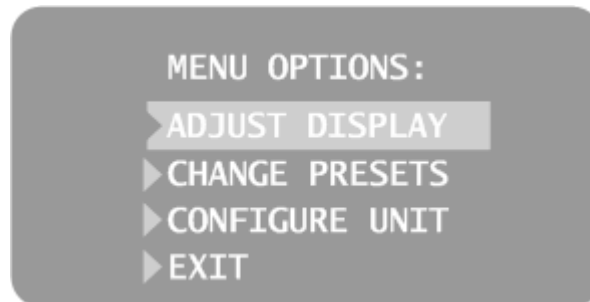 MENU OPTIONS:
ADJUST DISPLAY
CHANGE PRESETS
CONFIGURE UNIT
EXIT